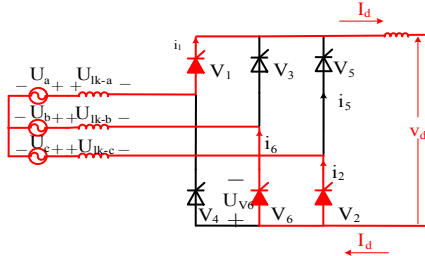 I_d
i_1
V_1
V_3
V_5
− U_a + + U_lk-a −
− U_b + + U_lk-b −
− U_c + + U_lk-c −
i_5
i_6
i_2
v_d
−
U_V6
+
V_4
V_6
V_2
I_d